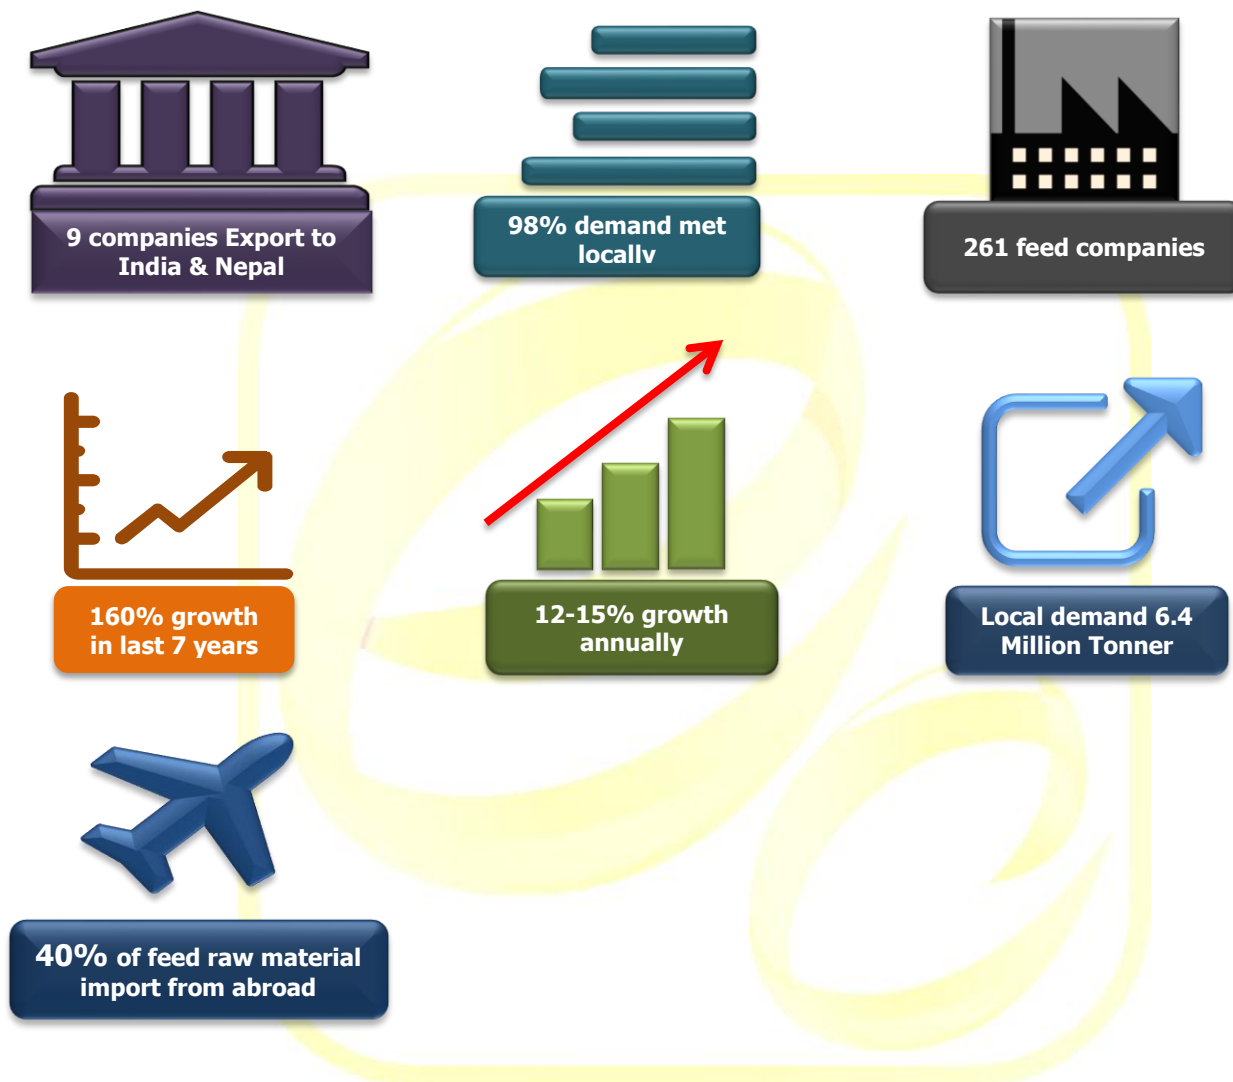 9 companies Export to
India & Nepal
98% demand met
locally
261 feed companies
160% growth
in last 7 years
12-15% growth
annually
Local demand 6.4
Million Tonner
40% of feed raw material
import from abroad